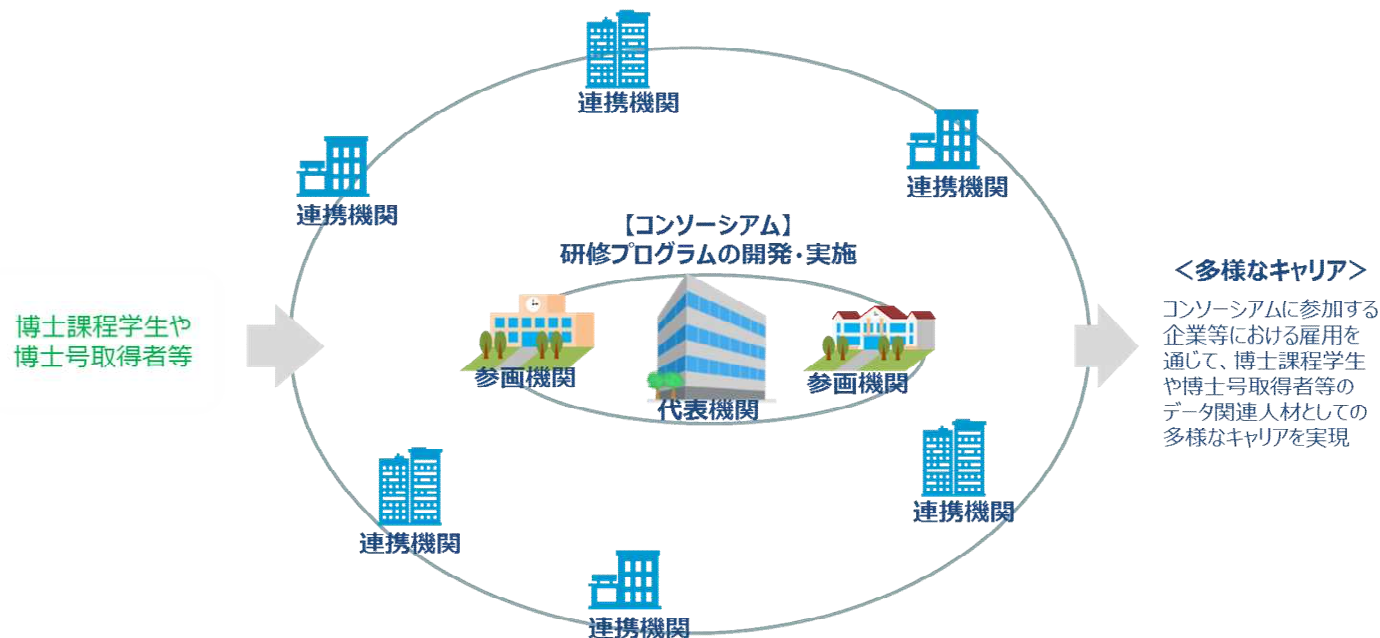 連携機関
連携機関
連携機関
【コンソーシアム】
研修プログラムの開発・実施
博士課程学生や
博士号取得者等
参画機関
代表機関
参画機関
＜多様なキャリア＞
コンソーシアムに参加する
企業等における雇用を
通じて、博士課程学生
や博士号取得者等の
データ関連人材としての
多様なキャリアを実現
連携機関
連携機関
連携機関